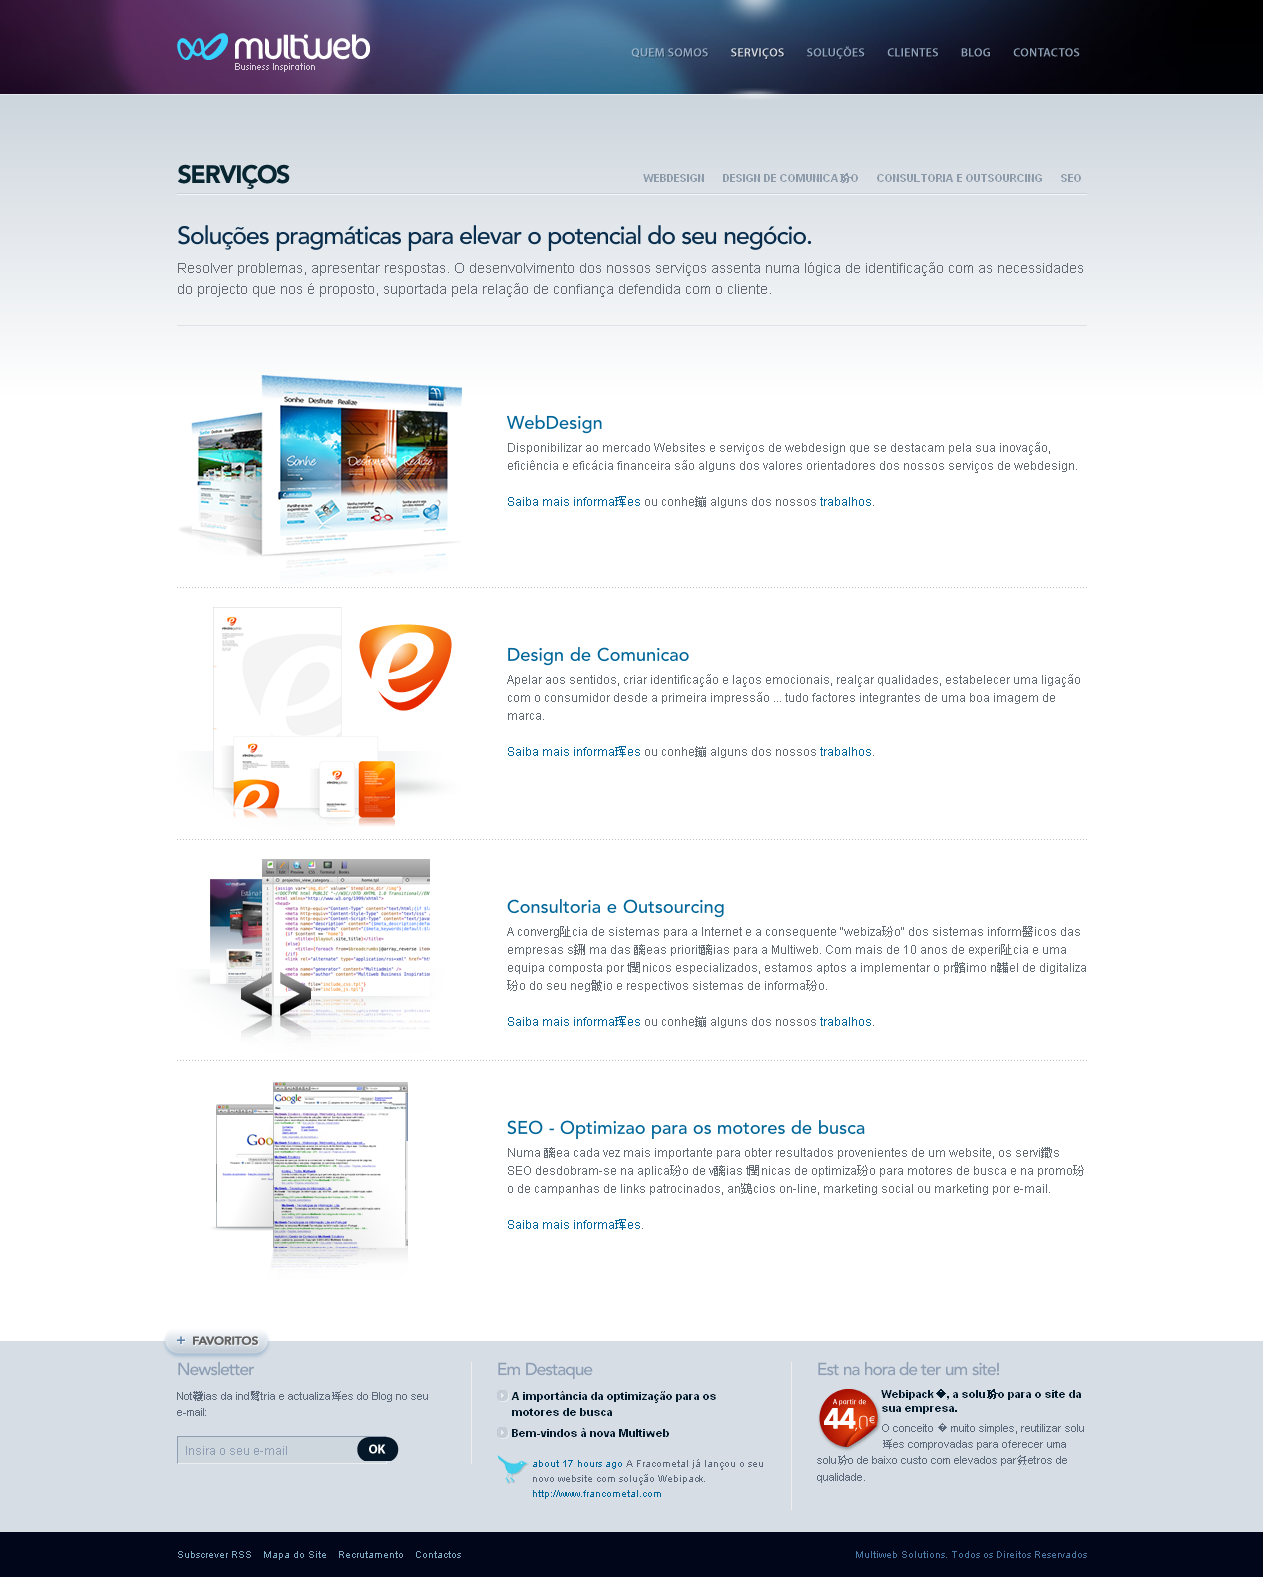 multiweb
Business Inspiration
QUEM SOMOS SERVIÇOS SOLUÇÕES CLIENTES BLOG CONTACTOS
SERVIÇOS
WEBDESIGN DESIGN DE COMUNICA玢O CONSULTORIA E OUTSOURCING SEO
Soluções pragmáticas para elevar o potencial do seu negócio.
Resolver problemas, apresentar respostas. O desenvolvimento dos nossos serviços assenta numa lógica de identificação com as necessidades
do projecto que nos é proposto, suportada pela relação de confiança defendida com o cliente.
Sonhe Desfrute Realize
WebDesign
Disponibilizar ao mercado Websites e serviços de webdesign que se destacam pela sua inovação,
eficiência e eficácia financeira são alguns dos valores orientadores dos nossos serviços de webdesign.
Saiba mais informa珲es ou conhe鏰 alguns dos nossos trabalhos.
Design de Comunicao
Apelar aos sentidos, criar identificação e laços emocionais, realçar qualidades, estabelecer uma ligação
com o consumidor desde a primeira impressão ... tudo factores integrantes de uma boa imagem de
marca.
Saiba mais informa珲es ou conhe鏰 alguns dos nossos trabalhos.
Consultoria e Outsourcing
A converg阯cia de sistemas para a Internet e a consequente "webiza玢o" dos sistemas inform醫icos das
empresas s鉶 ma das 醨eas priorit醨ias para a Multiweb. Com mais de 10 anos de experi阯cia e uma
equipa composta por t閏nicos especializados, estamos aptos a implementar o pr髕imo n韛el de digitaliza
玢o do seu neg骳io e respectivos sistemas de informa玢o.
Saiba mais informa珲es ou conhe鏰 alguns dos nossos trabalhos.
Google
SEO - Optimizao para os motores de busca
Numa 醨ea cada vez mais importante para obter resultados provenientes de um website, os servi鏾s
SEO desdobram-se na aplica玢o de v醨ias t閏nicas de optimiza玢o para motores de busca e na promo玢
o de campanhas de links patrocinados, an鷑cios on-line, marketing social ou marketing por e-mail.
Saiba mais informa珲es.
+ FAVORITOS
Newsletter
Not韈ias da ind鷖tria e actualiza珲es do Blog no seu
e-mail:
Insira o seu e-mail OK
Em Destaque
A importância da optimização para os
motores de busca
Bem-vindos à nova Multiweb
about 17 hours ago A Fracometal já lançou o seu
novo website com solução Webipack.
http://www.francometal.com
Est na hora de ter um site!
A partir de
44,0€
Webipack �, a solu玢o para o site da
sua empresa.
O conceito � muito simples, reutilizar solu
珲es comprovadas para oferecer uma
solu玢o de baixo custo com elevados par鈓etros de
qualidade.
Subscrever RSS Mapa do Site Recrutamento Contactos
Multiweb Solutions. Todos os Direitos Reservados